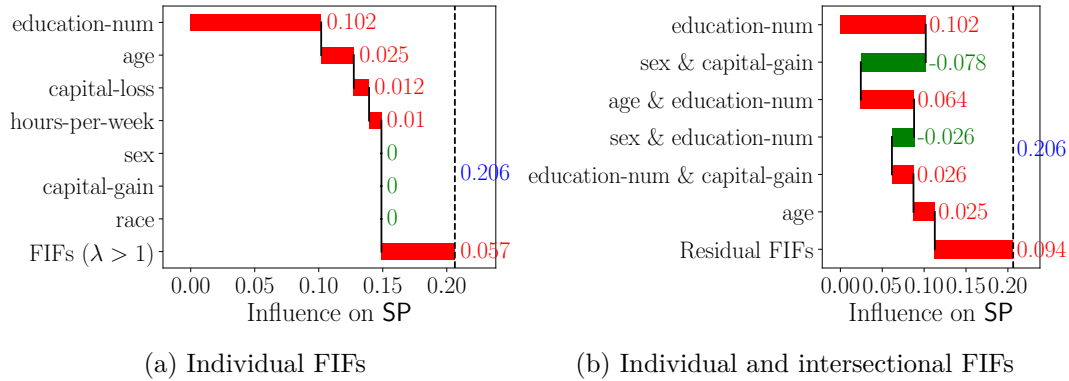 education-num
0.102
age
0.025
capital-loss
0.012
hours-per-week
0.01
sex
0
capital-gain
0
race
0
FIFs (λ > 1)
0.057
0.206
0.00 0.05 0.10 0.15 0.20
Influence on SP
(a) Individual FIFs
education-num
0.102
sex & capital-gain
-0.078
age & education-num
0.064
sex & education-num
-0.026
education-num & capital-gain
0.026
age
0.025
Residual FIFs
0.094
0.206
0.00 0.05 0.10 0.15 0.20
Influence on SP
(b) Individual and intersectional FIFs